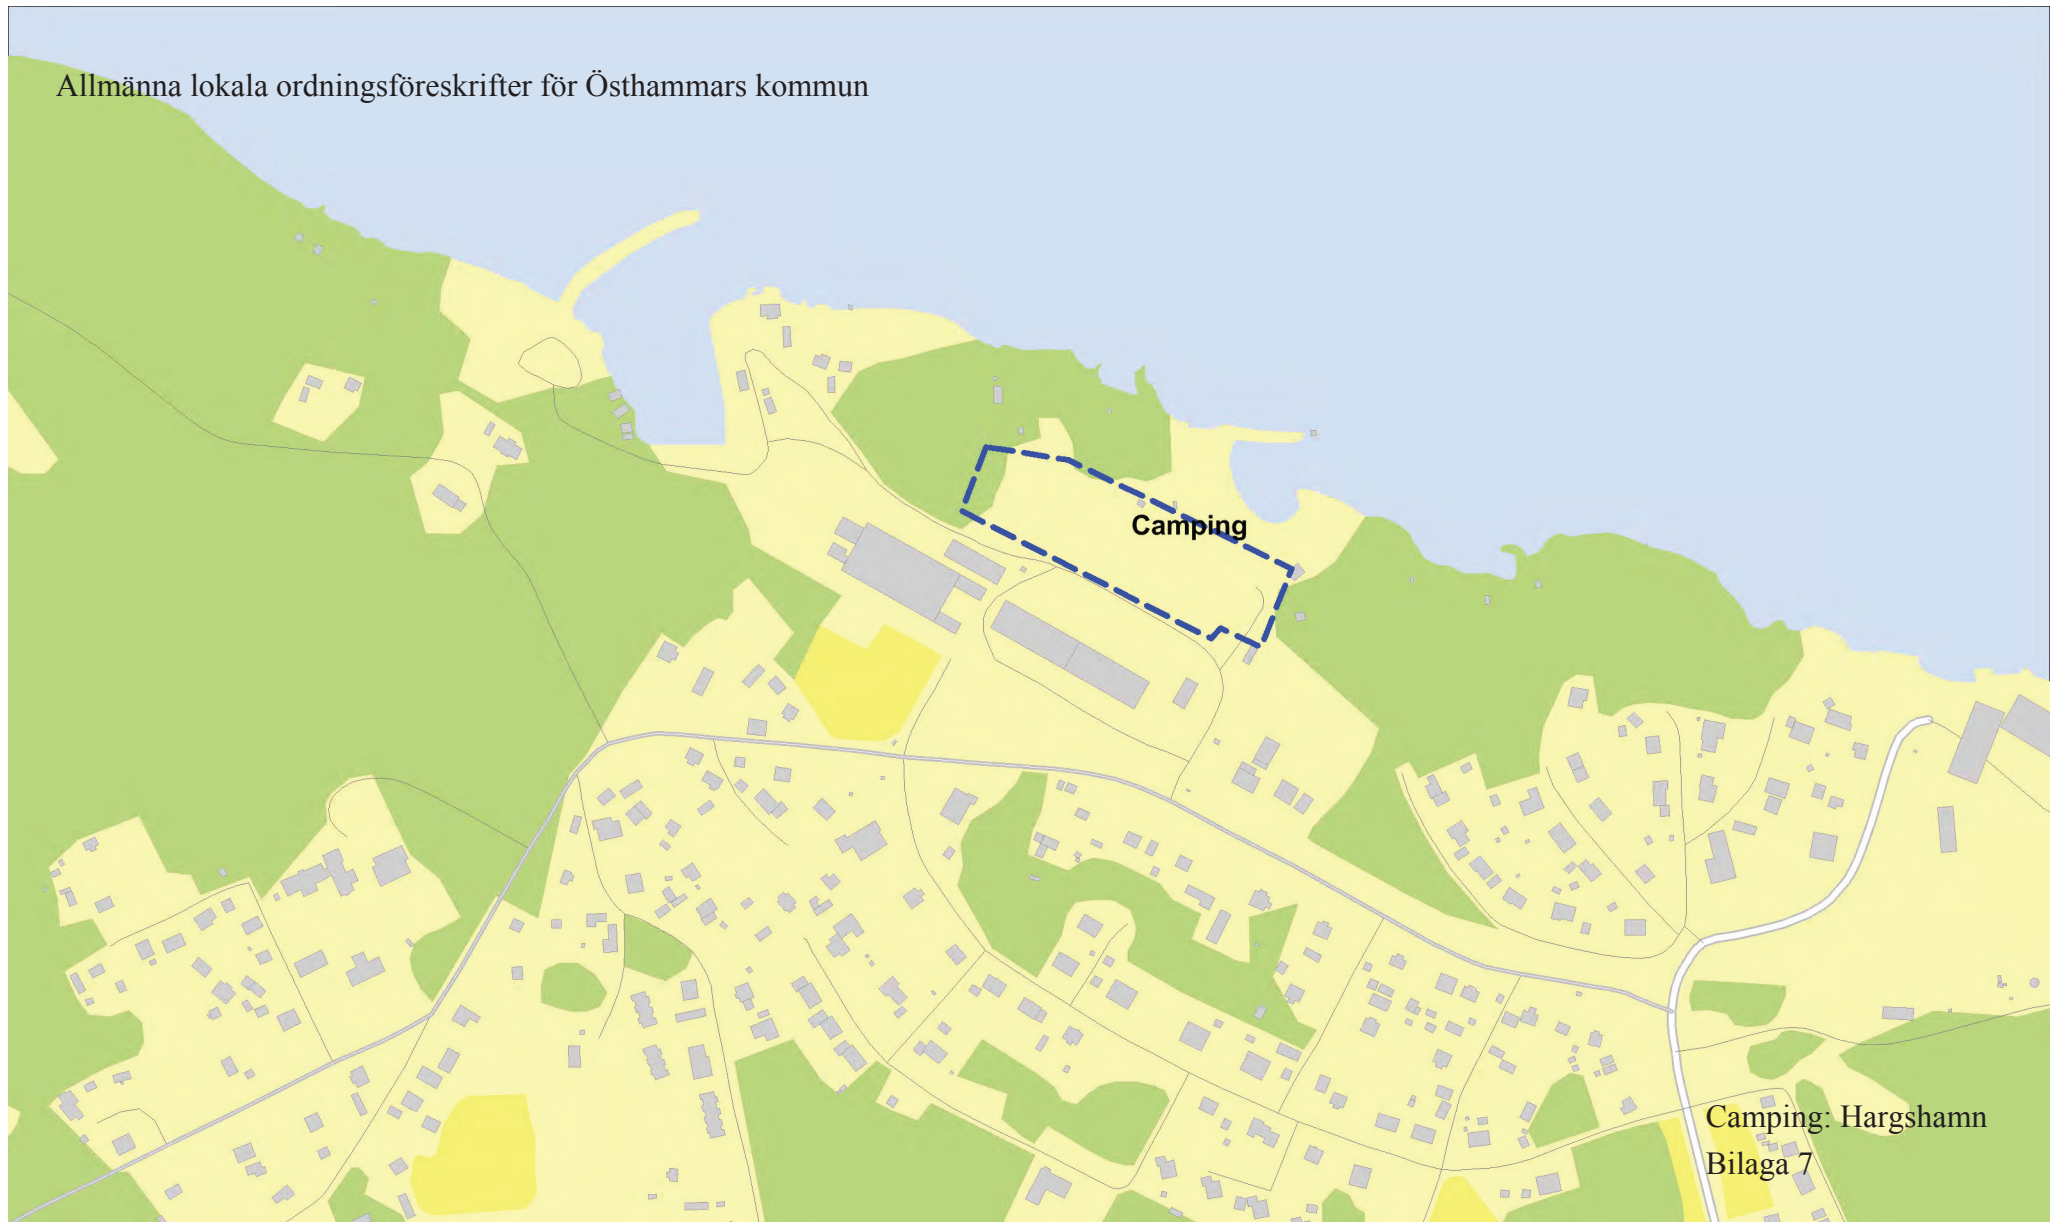 Allmänna lokala ordningsföreskrifter för Östhammars kommun
Camping
Camping: Hargshamn
Bilaga 7